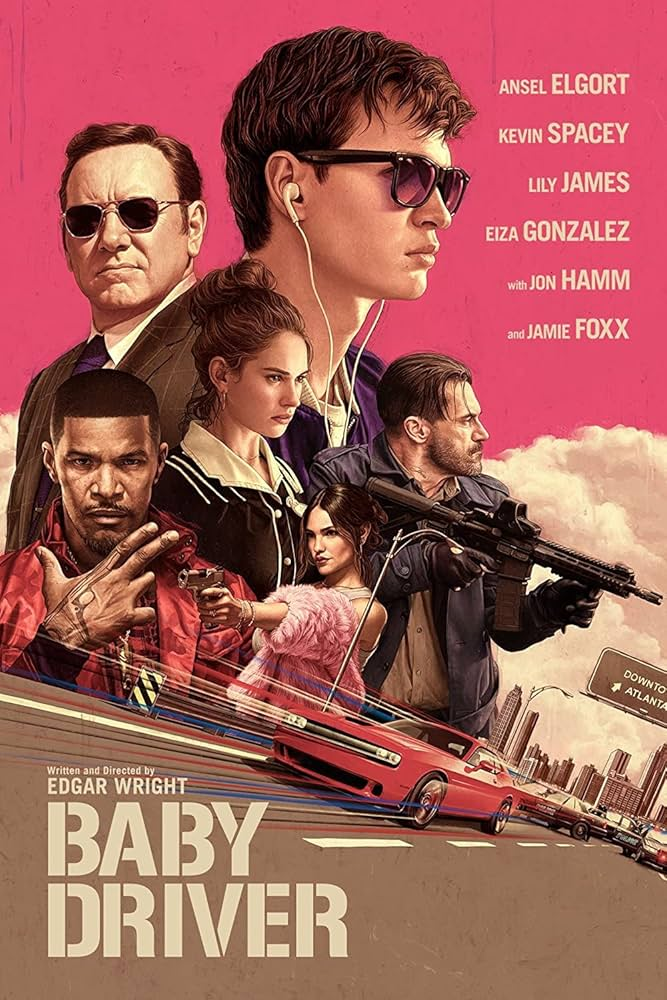 ANSEL ELGORT
KEVIN SPACEY
LILY JAMES
EIZA GONZALEZ
with JON HAMM
and JAMIE FOXX
DOWNTO
ATLANTA
Written and Directed by
EDGAR WRIGHT
BABY
DRIVER